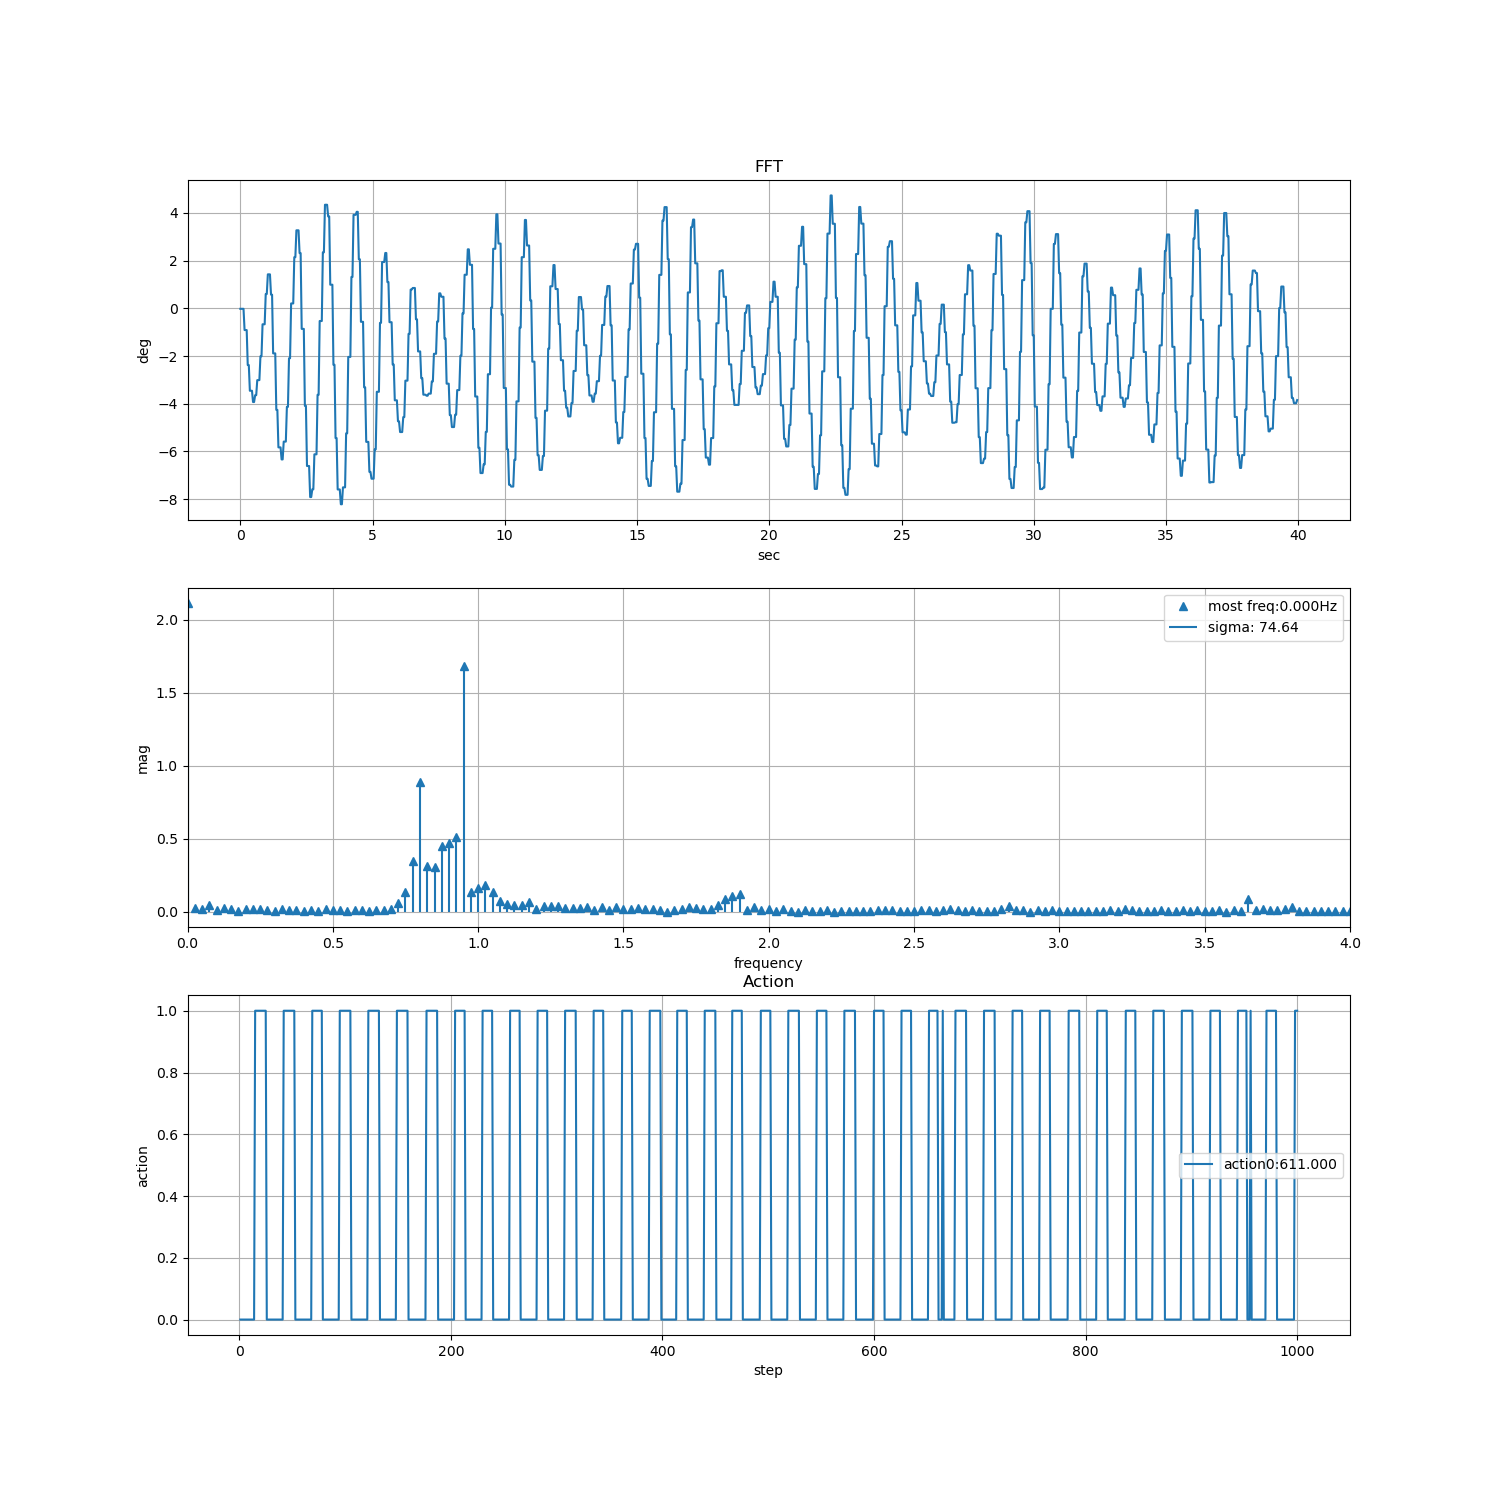 FFT
4
2
0
−2
−4
−6
−8
deg
0 5 10 15 20 25 30 35 40
sec
2.0
1.5
1.0
0.5
0.0
mag
most freq:0.000Hz
sigma: 74.64
0.0 0.5 1.0 1.5 2.0 2.5 3.0 3.5 4.0
frequency
Action
1.0
0.8
0.6
0.4
0.2
0.0
action
action0:611.000
0 200 400 600 800 1000
step